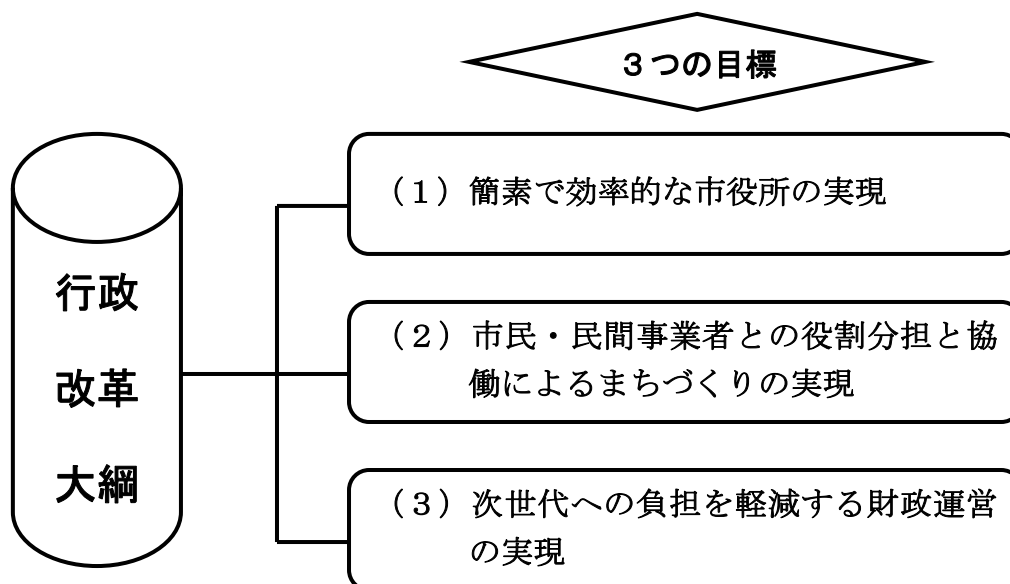 ３つの目標
行政
改革
大綱
（１）簡素で効率的な市役所の実現
（２）市民・民間事業者との役割分担と協
働によるまちづくりの実現
（３）次世代への負担を軽減する財政運営
の実現